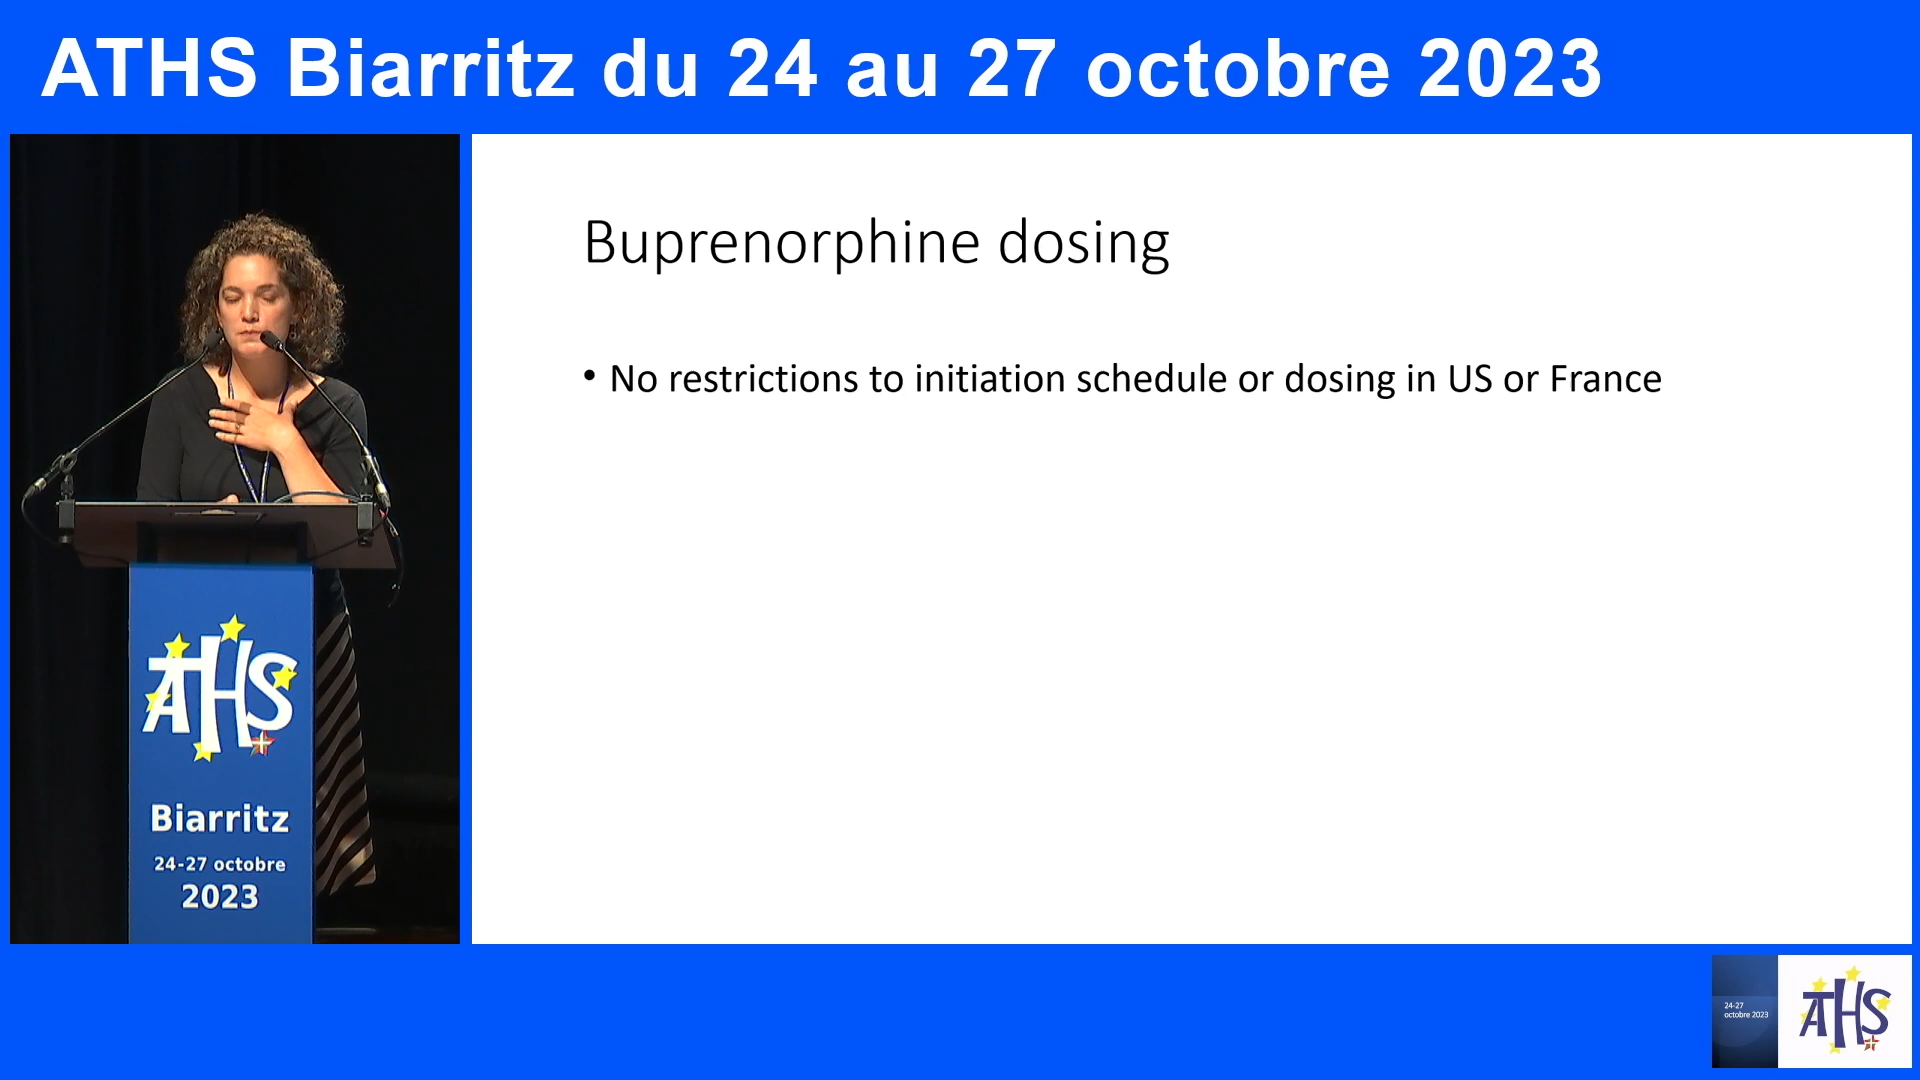 ATHS Biarritz du 24 au 27 octobre 2023
Buprenorphine dosing
• No restrictions to initiation schedule or dosing in US or France
ATHS
Biarritz
24-27 octobre
2023
24-27
octobre 2023
ATHS